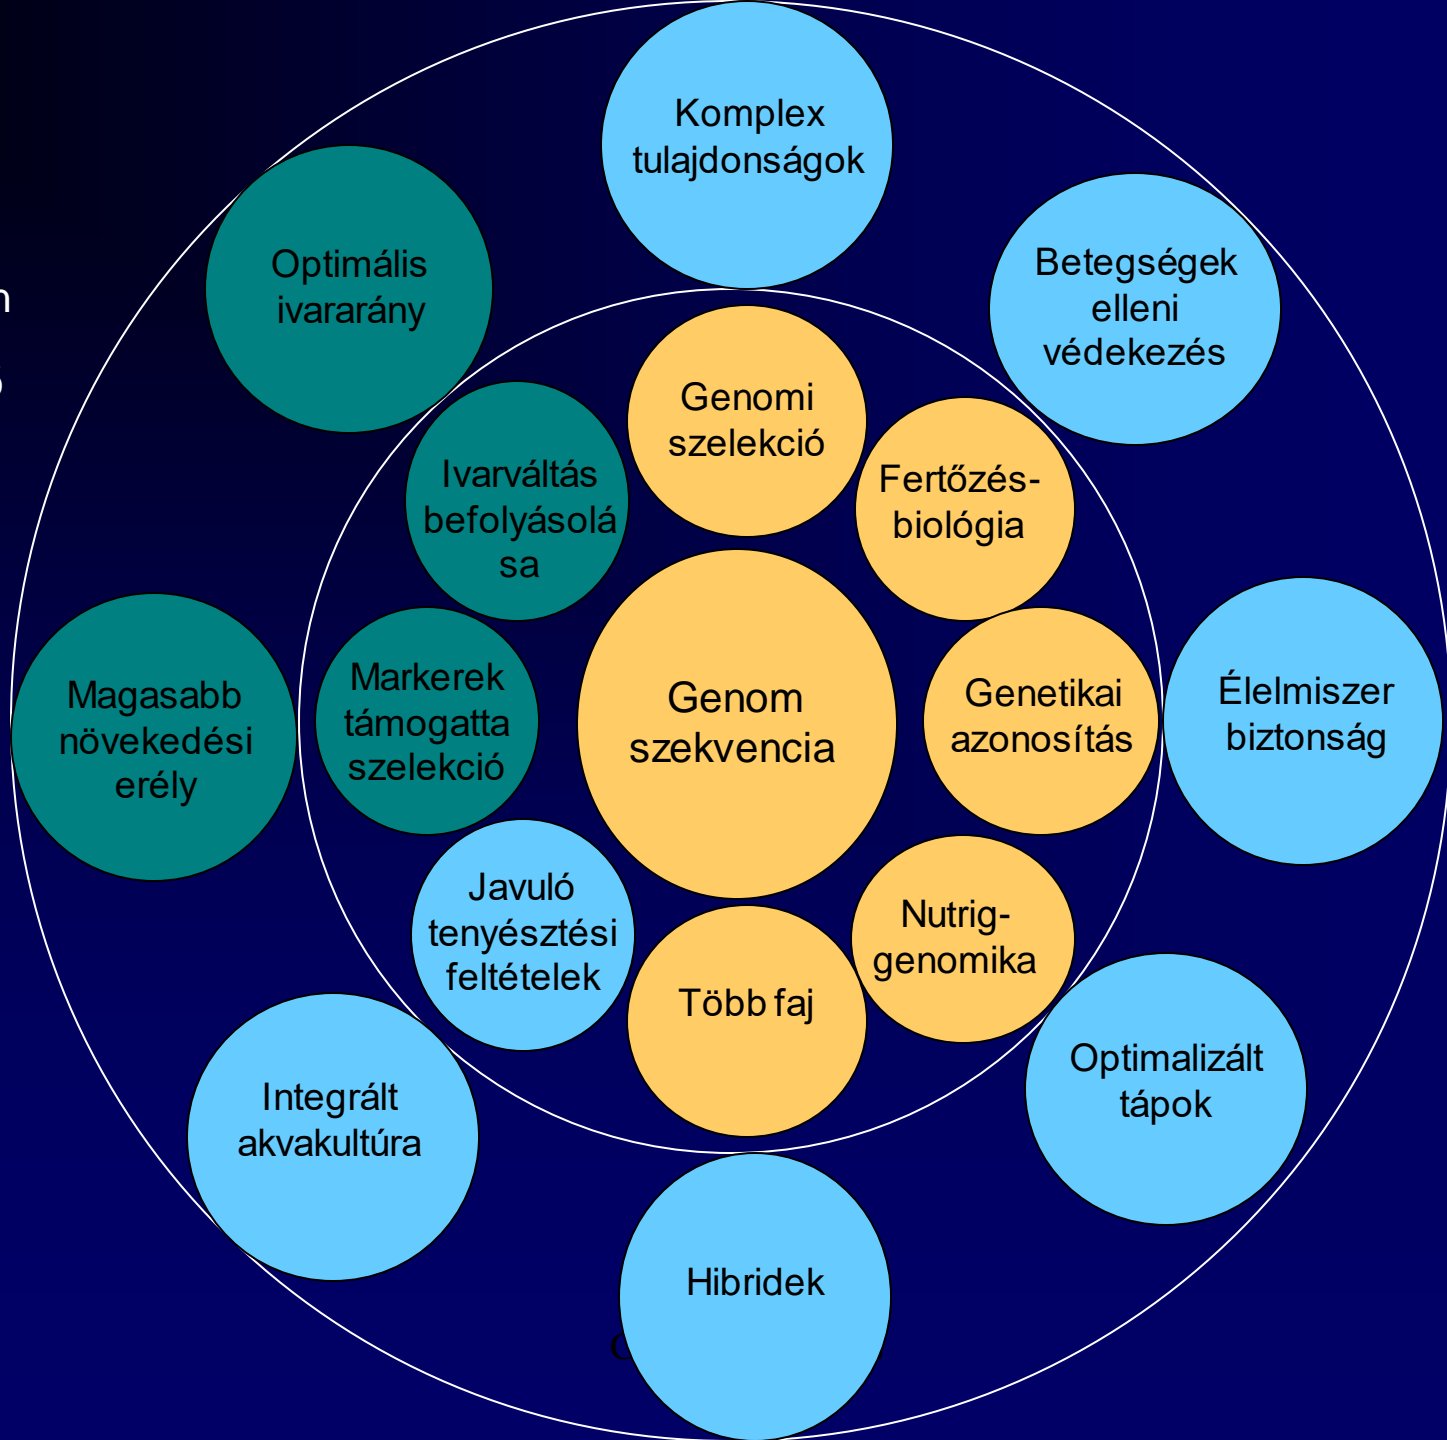 Komplex
tulajdonságok
Optimális
ivararány
Betegségek
elleni
védekezés
Genomi
szelekció
Ivarváltás
befolyásolá
sa
Fertőzés-
biológia
Magasabb
növekedési
erély
Markerek
támogatta
szelekció
Genom
szekvencia
Genetikai
azonosítás
Élelmiszer
biztonság
Javuló
tenyésztési
feltételek
Több faj
Nutrig-
genomika
Integrált
akvakultúra
Optimalizált
tápok
Hibridek